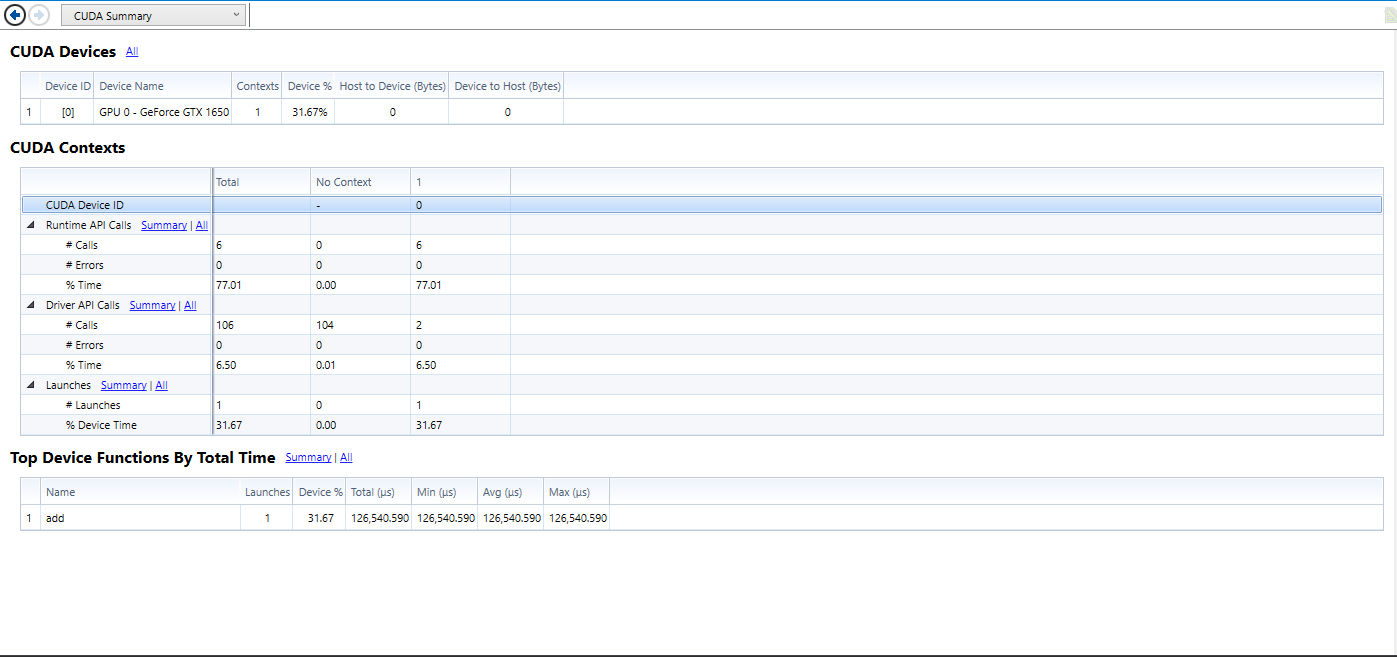 CUDA Summary
CUDA Devices All
Device ID Device Name Contexts Device % Host to Device (Bytes) Device to Host (Bytes)
1 [0] GPU 0 - GeForce GTX 1650 1 31.67% 0 0
CUDA Contexts
Total No Context 1
CUDA Device ID - 0
Runtime API Calls Summary | All
# Calls 6 0 6
# Errors 0 0 0
% Time 77.01 0.00 77.01
Driver API Calls Summary | All
# Calls 106 104 2
# Errors 0 0 0
% Time 6.50 0.01 6.50
Launches Summary | All
# Launches 1 0 1
% Device Time 31.67 0.00 31.67
Top Device Functions By Total Time Summary | All
Name Launches Device % Total (µs) Min (µs) Avg (µs) Max (µs)
1 add 1 31.67 126,540.590 126,540.590 126,540.590 126,540.590